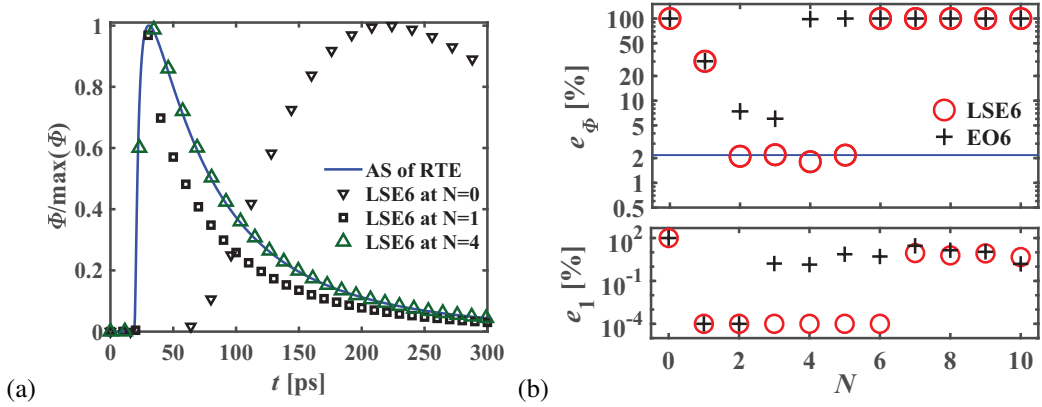 Φ/max(Φ)
1
0.8
0.6
0.4
0.2
0
AS of RTE
LSE6 at N=0
LSE6 at N=1
LSE6 at N=4
0 50 100 150 200 250 300
t [ps]
(a)
e_Φ [%]
100
50
20
10
5
2
1
0.5
LSE6
EO6
e_1 [%]
10^2
10^-1
10^-4
0 2 4 6 8 10
N
(b)